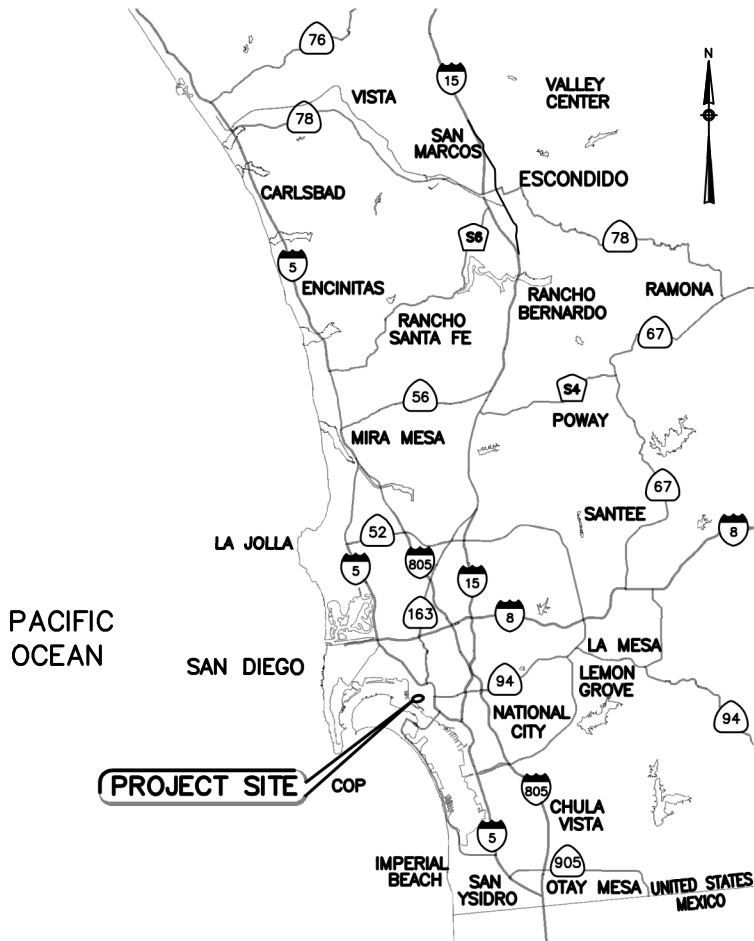 76
15
N
VALLEY
CENTER
VISTA
78
SAN
MARCOS
ESCONDIDO
CARLSBAD
S6
78
5
ENCINITAS
RANCHO
BERNARDO
RAMONA
RANCHO
SANTA FE
67
S4
56
POWAY
MIRA MESA
67
SANTEE
8
52
LA JOLLA
805
5
15
163
8
PACIFIC
OCEAN
LA MESA
SAN DIEGO
LEMON
GROVE
94
NATIONAL
CITY
94
PROJECT SITE
COP
805
CHULA
VISTA
5
905
IMPERIAL
BEACH
SAN
YSIDRO
OTAY MESA
UNITED STATES
MEXICO